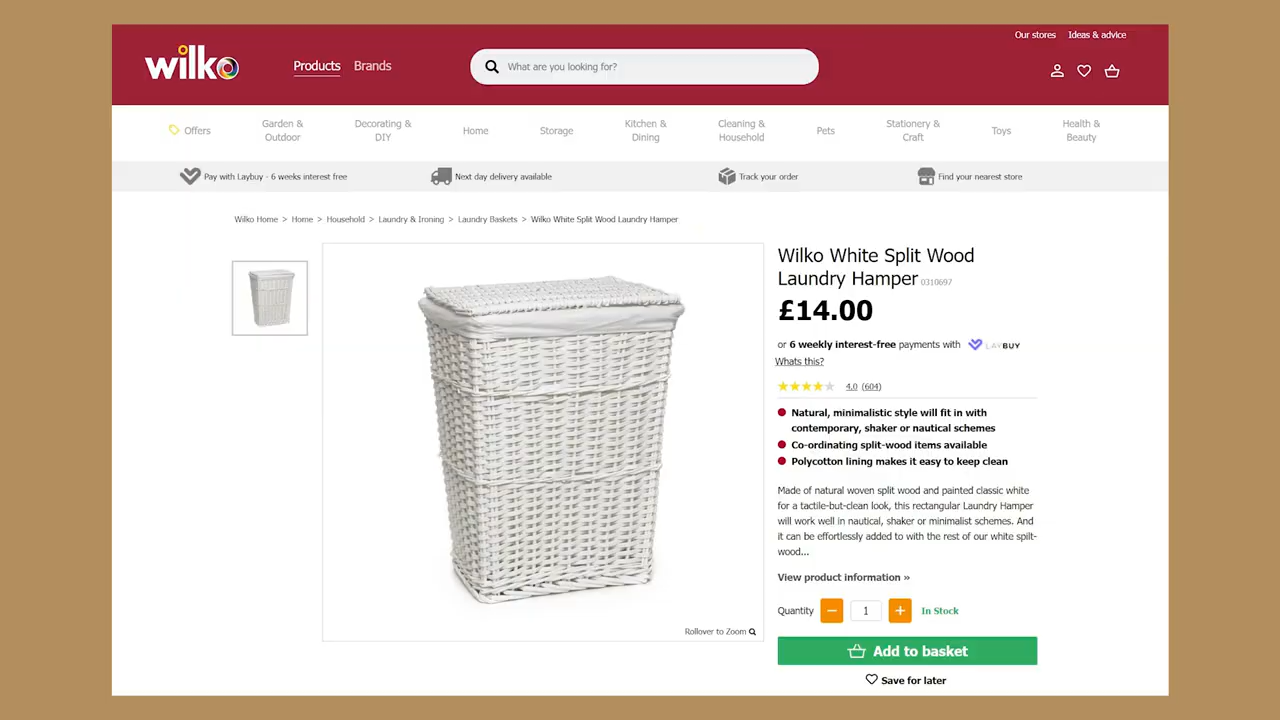 Our stores Ideas & advice
wilko Products Brands What are you looking for?
Offers
Garden & Outdoor
Decorating & DIY
Home
Storage
Kitchen & Dining
Cleaning & Household
Pets
Stationery & Craft
Toys
Health & Beauty
Pay with Laybuy - 6 weeks interest free Next day delivery available Track your order Find your nearest store
Wilko Home > Home > Household > Laundry & Ironing > Laundry Baskets > Wilko White Split Wood Laundry Hamper
Wilko White Split Wood
Laundry Hamper 0310697
£14.00
or 6 weekly interest-free payments with LAYBUY
Whats this?
4.0 (604)
Natural, minimalistic style will fit in with
contemporary, shaker or nautical schemes
Co-ordinating split-wood items available
Polycotton lining makes it easy to keep clean
Made of natural woven split wood and painted classic white
for a tactile-but-clean look, this rectangular Laundry Hamper
will work well in nautical, shaker or minimalist schemes. And
it can be effortlessly added to with the rest of our white spilt-
wood...
View product information »
Rollover to Zoom
Quantity − 1 + In Stock
Add to basket
Save for later